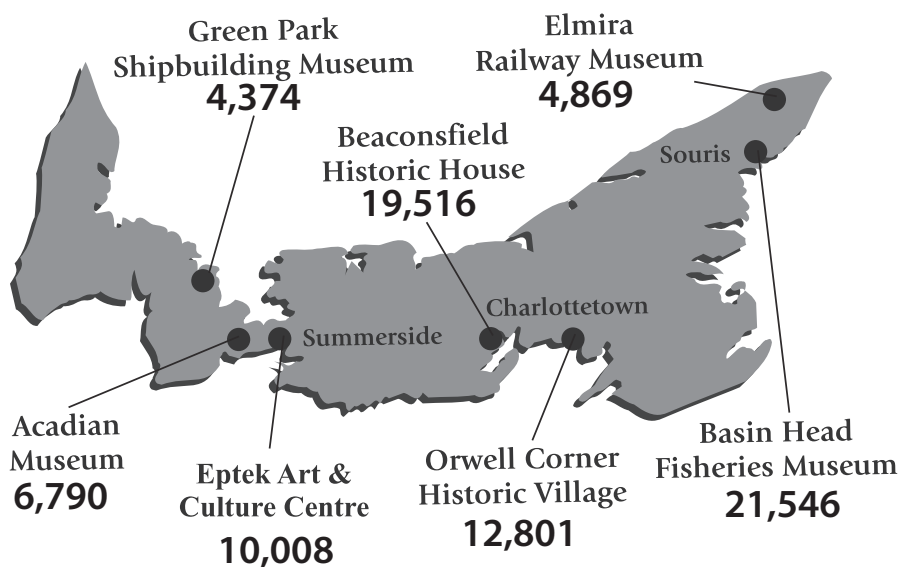 Green Park
Shipbuilding Museum
4,374
Elmira
Railway Museum
4,869
Beaconsfield
Historic House
19,516
Souris
Charlottetown
Summerside
Acadian
Museum
6,790
Eptek Art &
Culture Centre
10,008
Orwell Corner
Historic Village
12,801
Basin Head
Fisheries Museum
21,546